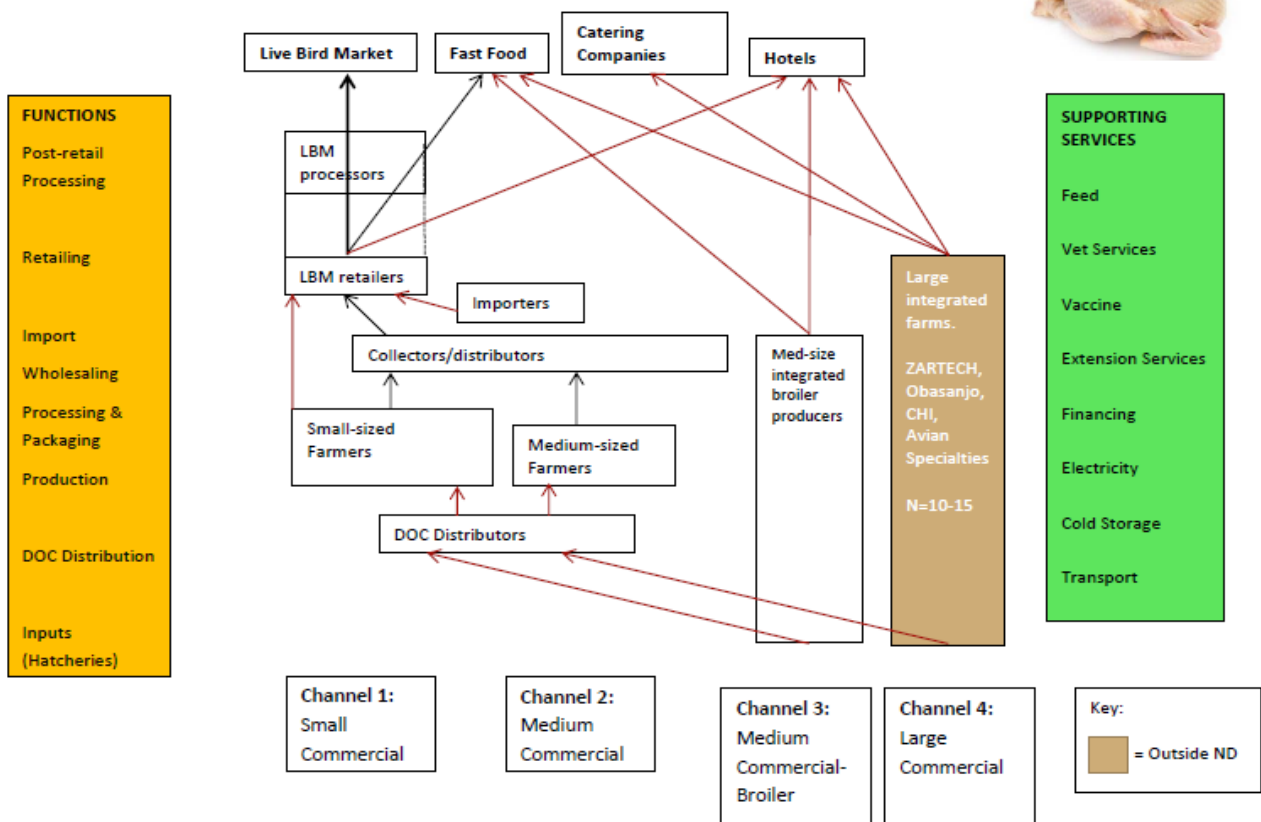 Live Bird Market
Fast Food
Catering
Companies
Hotels
FUNCTIONS
Post-retail
Processing
Retailing
Import
Wholesaling
Processing &
Packaging
Production
DOC Distribution
Inputs
(Hatcheries)
LBM
processors
LBM retailers
Importers
Collectors/distributors
Small-sized
Farmers
Medium-sized
Farmers
DOC Distributors
Med-size
integrated
broiler
producers
Large
integrated
farms.
ZARTECH,
Obasanjo,
CHI,
Avian
Specialties
N=10-15
SUPPORTING
SERVICES
Feed
Vet Services
Vaccine
Extension Services
Financing
Electricity
Cold Storage
Transport
Channel 1:
Small
Commercial
Channel 2:
Medium
Commercial
Channel 3:
Medium
Commercial-
Broiler
Channel 4:
Large
Commercial
Key:
= Outside ND